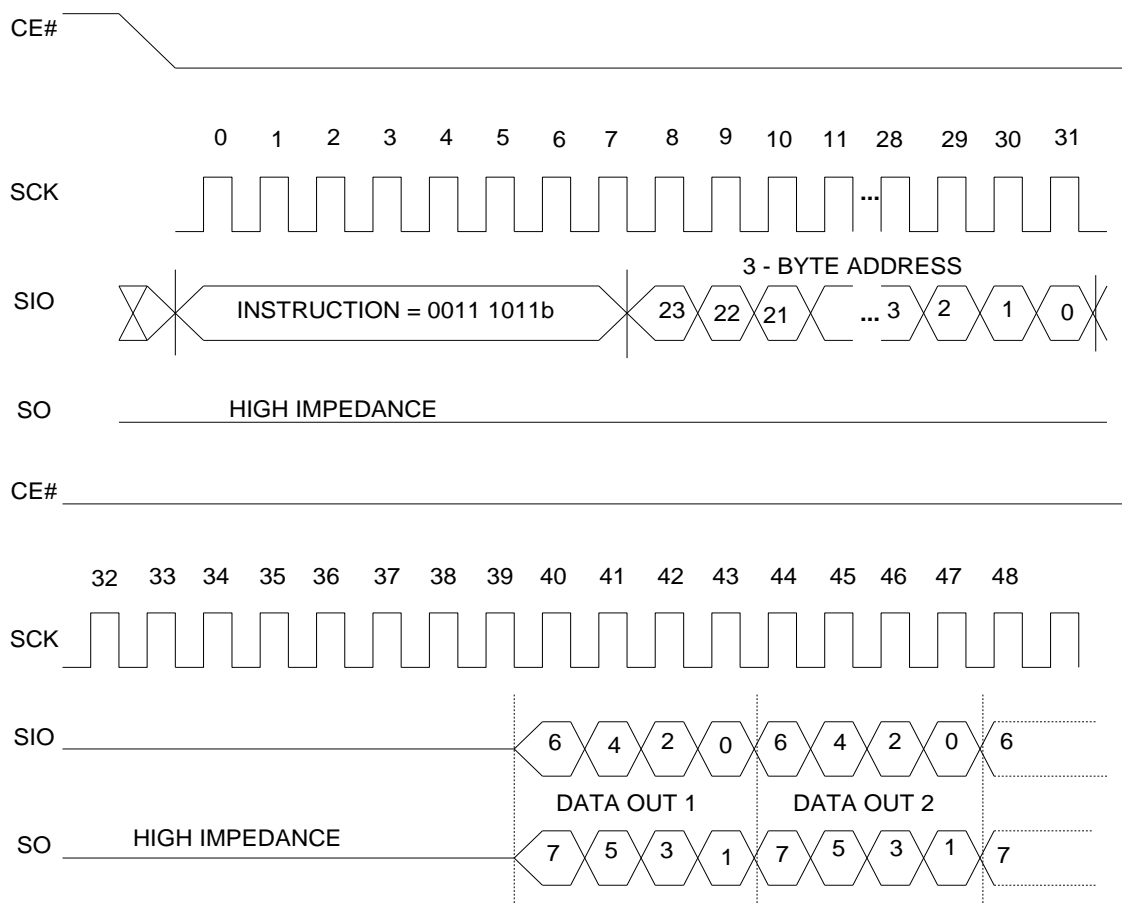 CE#
0 1 2 3 4 5 6 7 8 9 10 11 28 29 30 31
SCK ...
3 - BYTE ADDRESS
SIO INSTRUCTION = 0011 1011b 23 22 21 ... 3 2 1 0
SO HIGH IMPEDANCE
CE#
32 33 34 35 36 37 38 39 40 41 42 43 44 45 46 47 48
SCK
SIO 6 4 2 0 6 4 2 0 6
DATA OUT 1 DATA OUT 2
SO HIGH IMPEDANCE 7 5 3 1 7 5 3 1 7